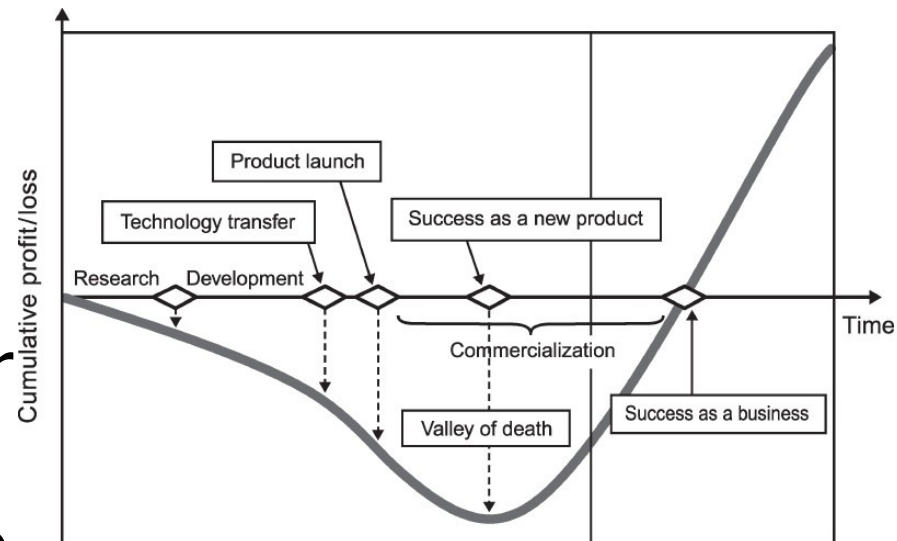 Product launch
Technology transfer
Success as a new product
Research
Development
Cumulative profit/loss
Time
Commercialization
Valley of death
Success as a business